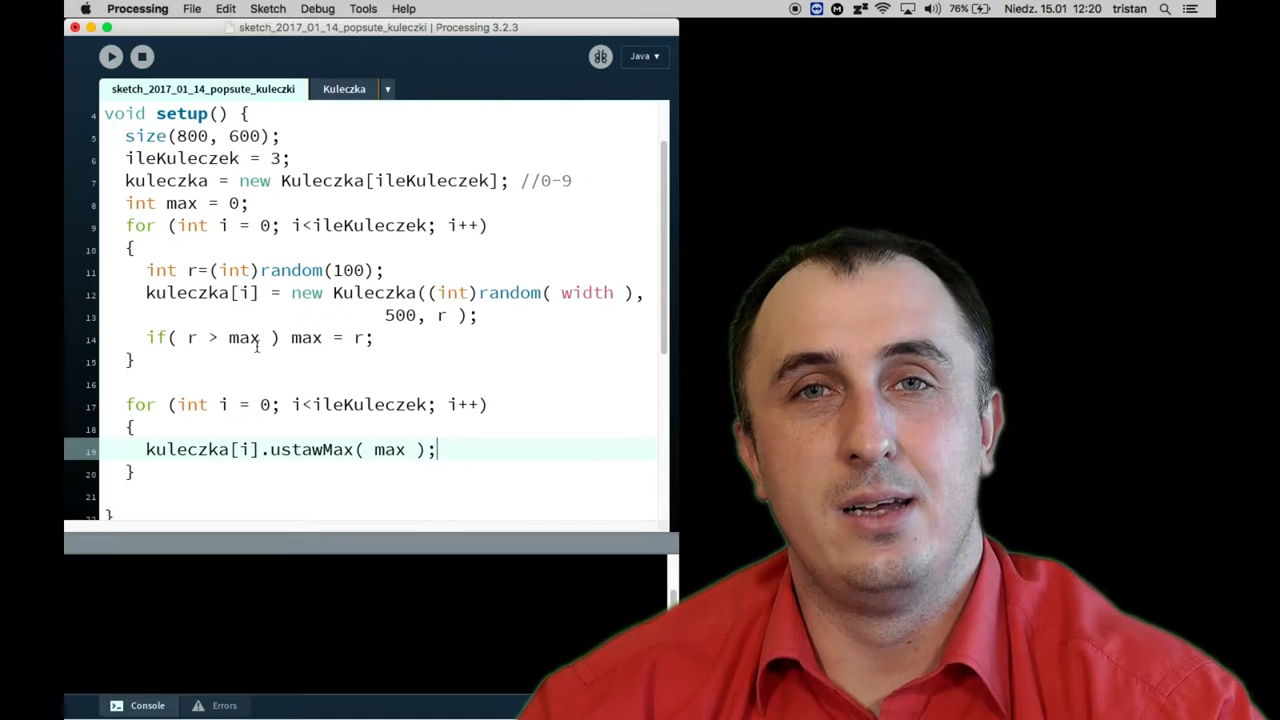 Processing File Edit Sketch Debug Tools Help 76% Niedz. 15.01 12:20 tristan
sketch_2017_01_14_popsute_kuleczki | Processing 3.2.3
Java ▾
sketch_2017_01_14_popsute_kuleczki Kuleczka ▾
4 void setup() {
5 size(800, 600);
6 ileKuleczek = 3;
7 kuleczka = new Kuleczka[ileKuleczek]; //0-9
8 int max = 0;
9 for (int i = 0; i<ileKuleczek; i++)
10 {
11 int r=(int)random(100);
12 kuleczka[i] = new Kuleczka((int)random( width ),
13 500, r );
14 if( r > max ) max = r;
15 }
16
17 for (int i = 0; i<ileKuleczek; i++)
18 {
19 kuleczka[i].ustawMax( max );
20 }
21
22 }
Console Errors